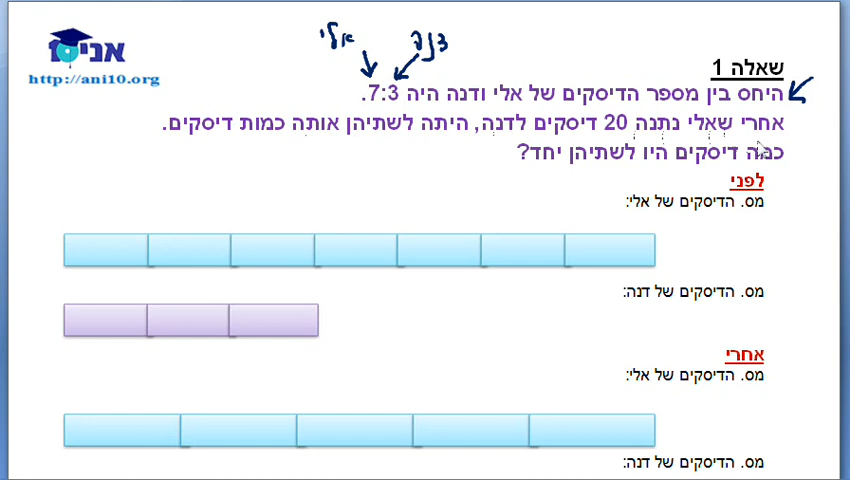 אלי דנה
אני10
http://ani10.org
שאלה 1
היחס בין מספר הדיסקים של אלי ודנה היה 7:3.
אחרי שאלי נתנה 20 דיסקים לדנה, היתה לשתיהן אותה כמות דיסקים.
כמה דיסקים היו לשתיהן יחד?
לפני
מס. הדיסקים של אלי:
מס. הדיסקים של דנה:
אחרי
מס. הדיסקים של אלי:
מס. הדיסקים של דנה: